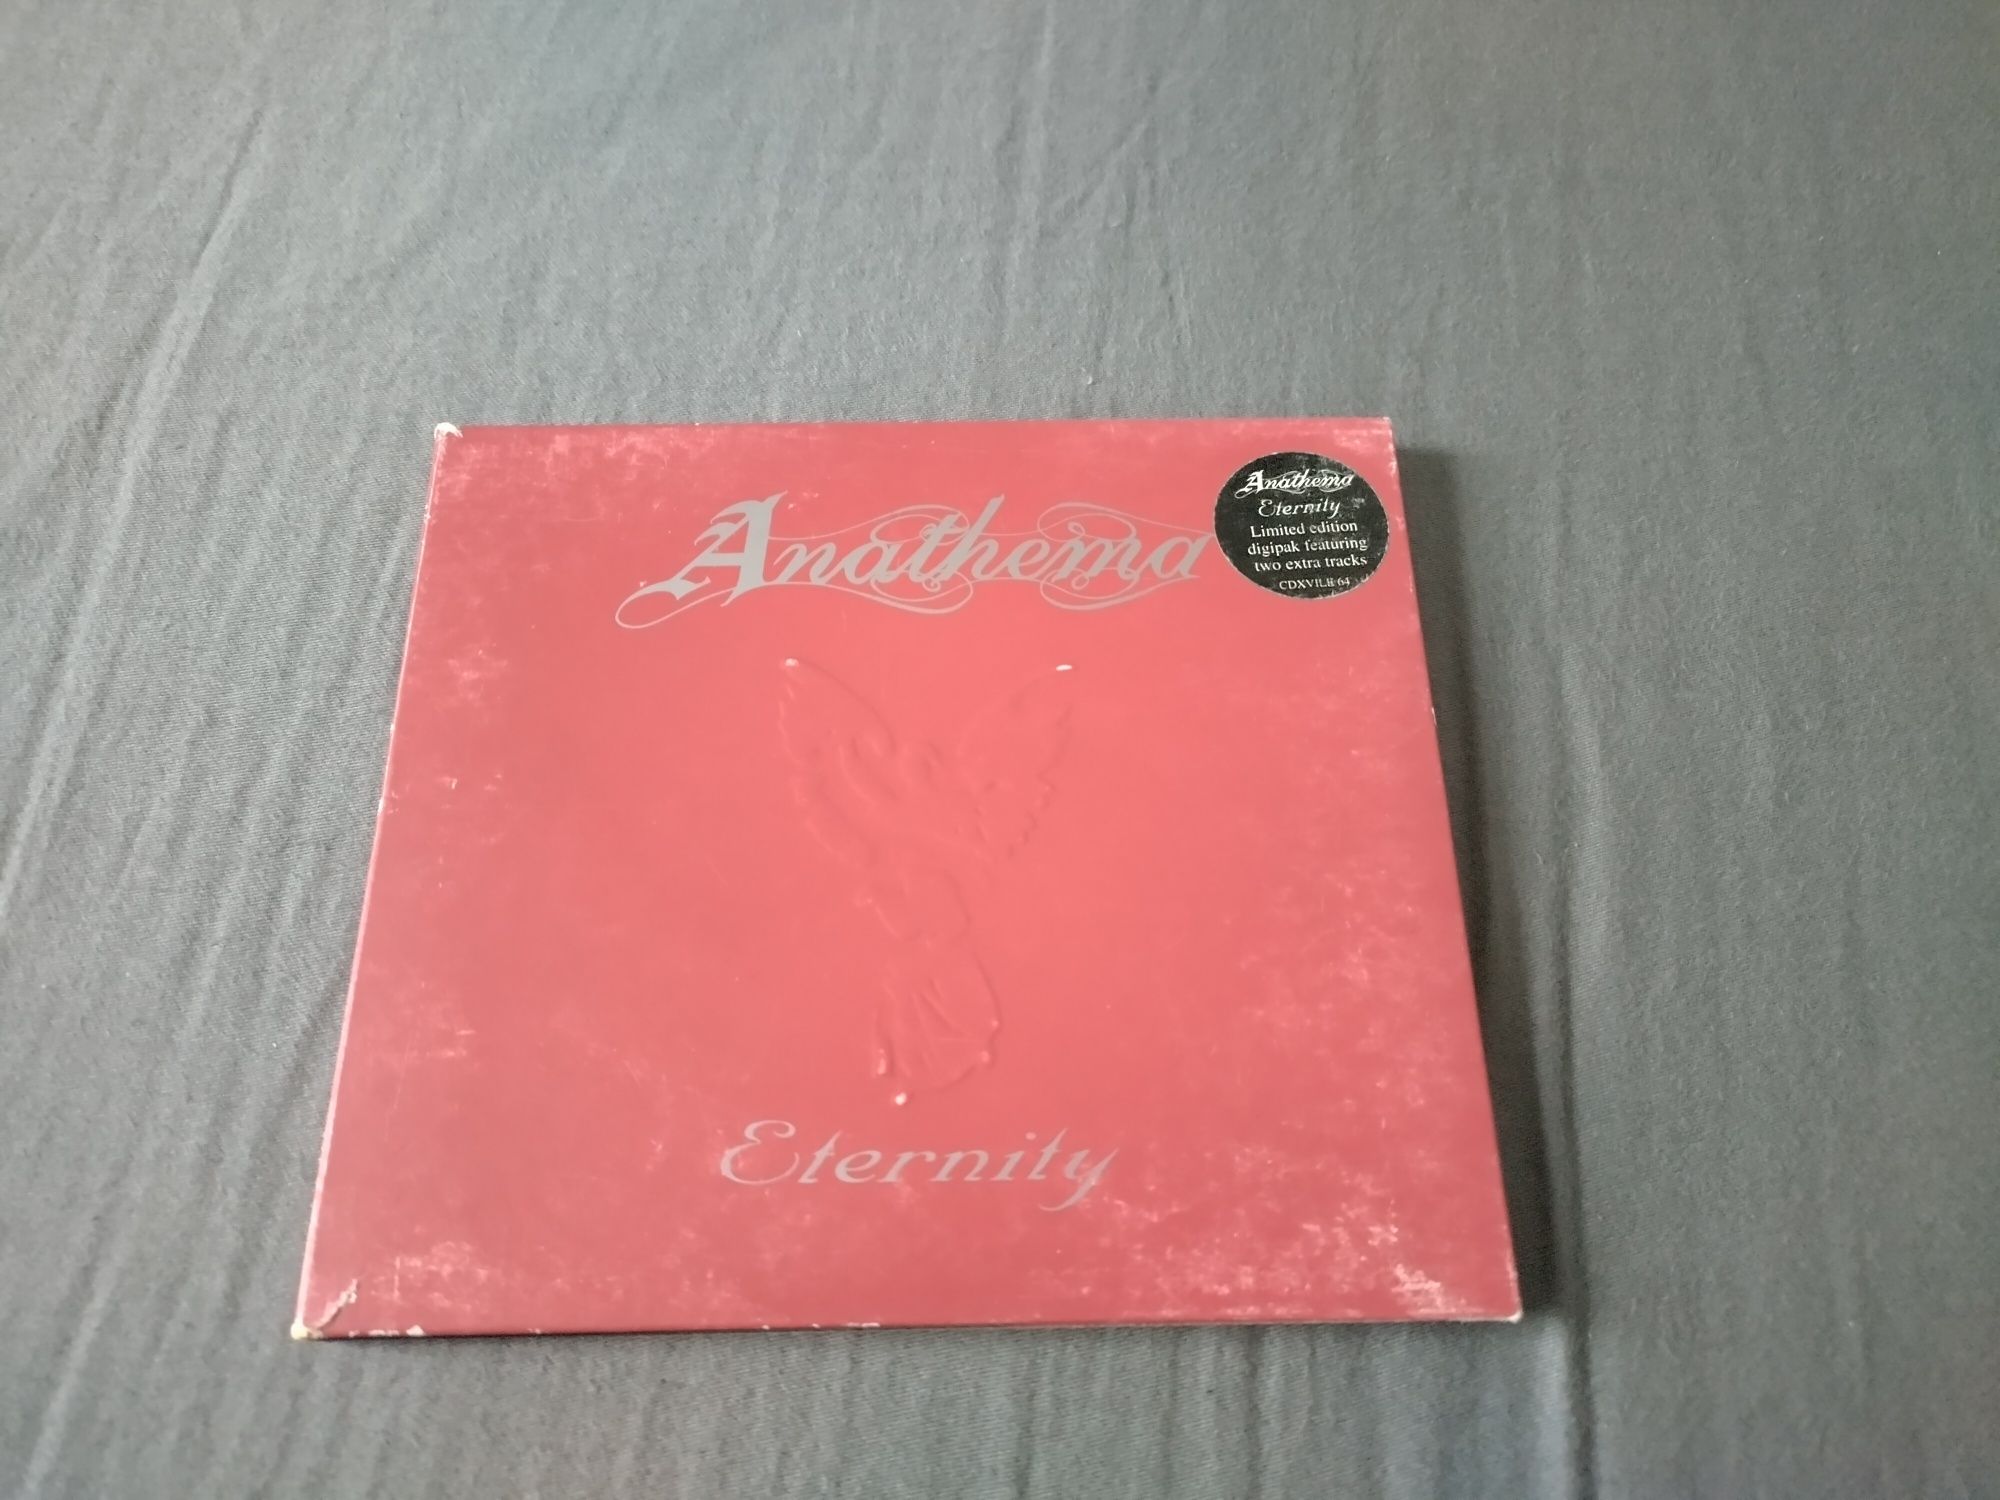 Anathema
Anathema
Eternity
Limited edition
digipak featuring
two extra tracks
CDXVILE 64
Eternity